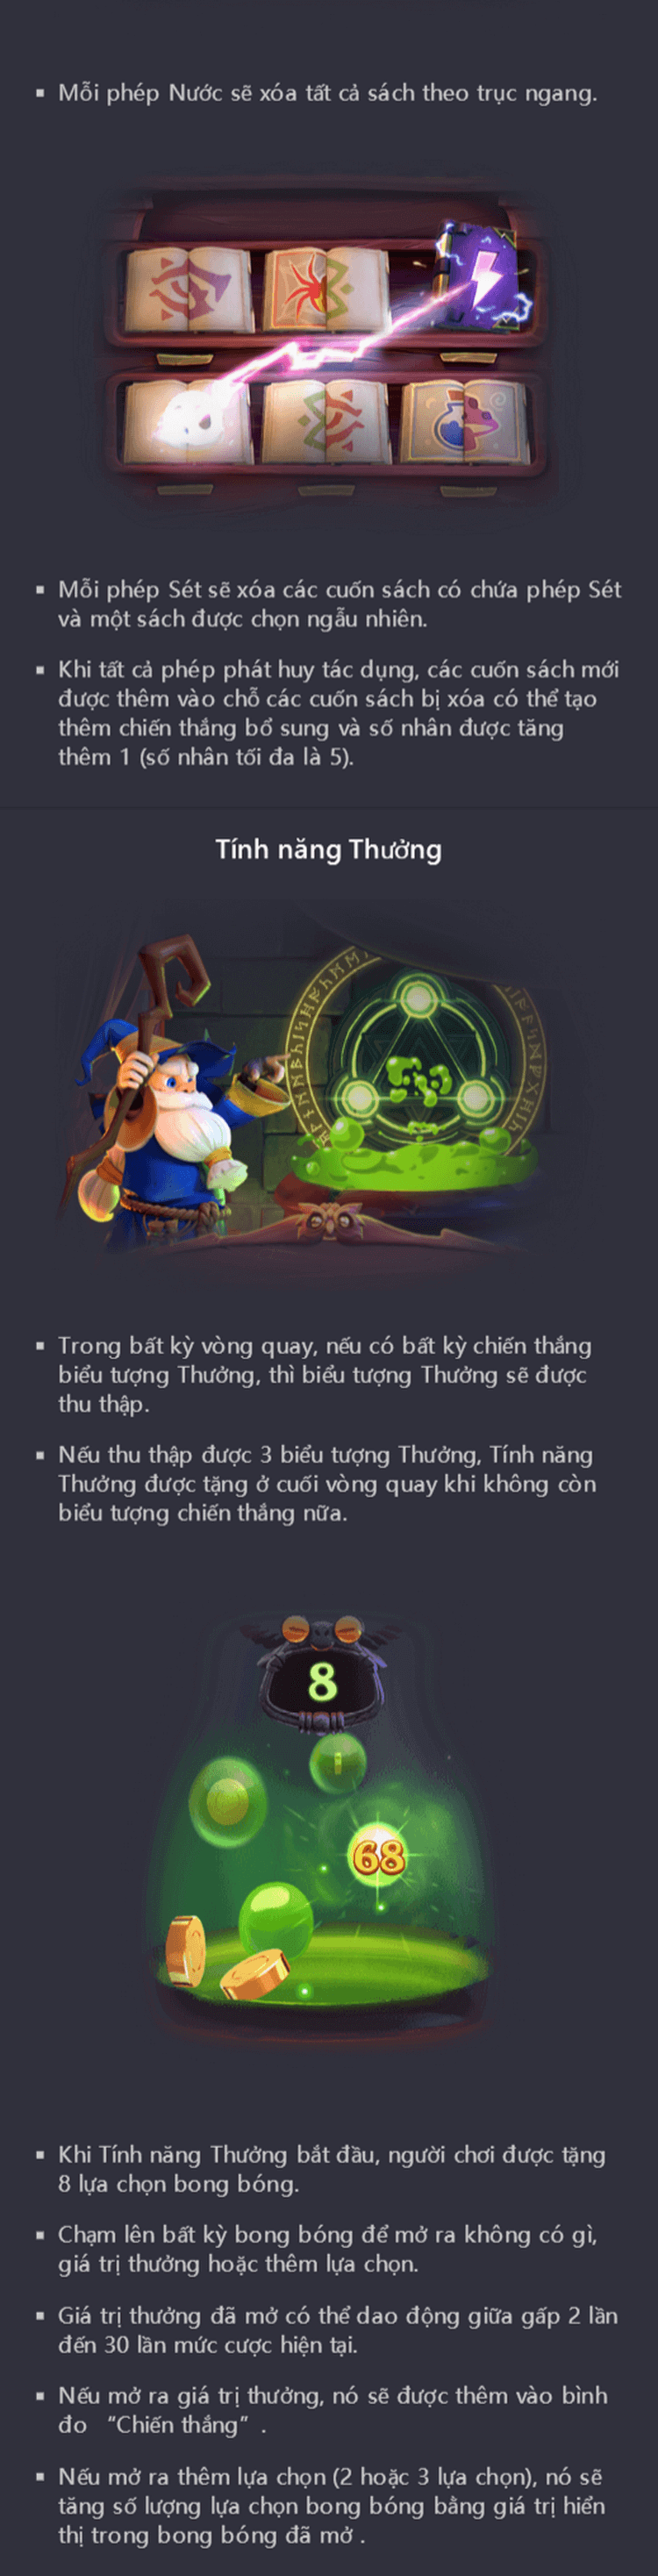 ▪ Mỗi phép Nước sẽ xóa tất cả sách theo trục ngang.
▪ Mỗi phép Sét sẽ xóa các cuốn sách có chứa phép Sét
và một sách được chọn ngẫu nhiên.
▪ Khi tất cả phép phát huy tác dụng, các cuốn sách mới
được thêm vào chỗ các cuốn sách bị xóa có thể tạo
thêm chiến thắng bổ sung và số nhân được tăng
thêm 1 (số nhân tối đa là 5).
Tính năng Thưởng
▪ Trong bất kỳ vòng quay, nếu có bất kỳ chiến thắng
biểu tượng Thưởng, thì biểu tượng Thưởng sẽ được
thu thập.
▪ Nếu thu thập được 3 biểu tượng Thưởng, Tính năng
Thưởng được tặng ở cuối vòng quay khi không còn
biểu tượng chiến thắng nữa.
8
68
▪ Khi Tính năng Thưởng bắt đầu, người chơi được tặng
8 lựa chọn bong bóng.
▪ Chạm lên bất kỳ bong bóng để mở ra không có gì,
giá trị thưởng hoặc thêm lựa chọn.
▪ Giá trị thưởng đã mở có thể dao động giữa gấp 2 lần
đến 30 lần mức cược hiện tại.
▪ Nếu mở ra giá trị thưởng, nó sẽ được thêm vào bình
đo “Chiến thắng” .
▪ Nếu mở ra thêm lựa chọn (2 hoặc 3 lựa chọn), nó sẽ
tăng số lượng lựa chọn bong bóng bằng giá trị hiển
thị trong bong bóng đã mở .